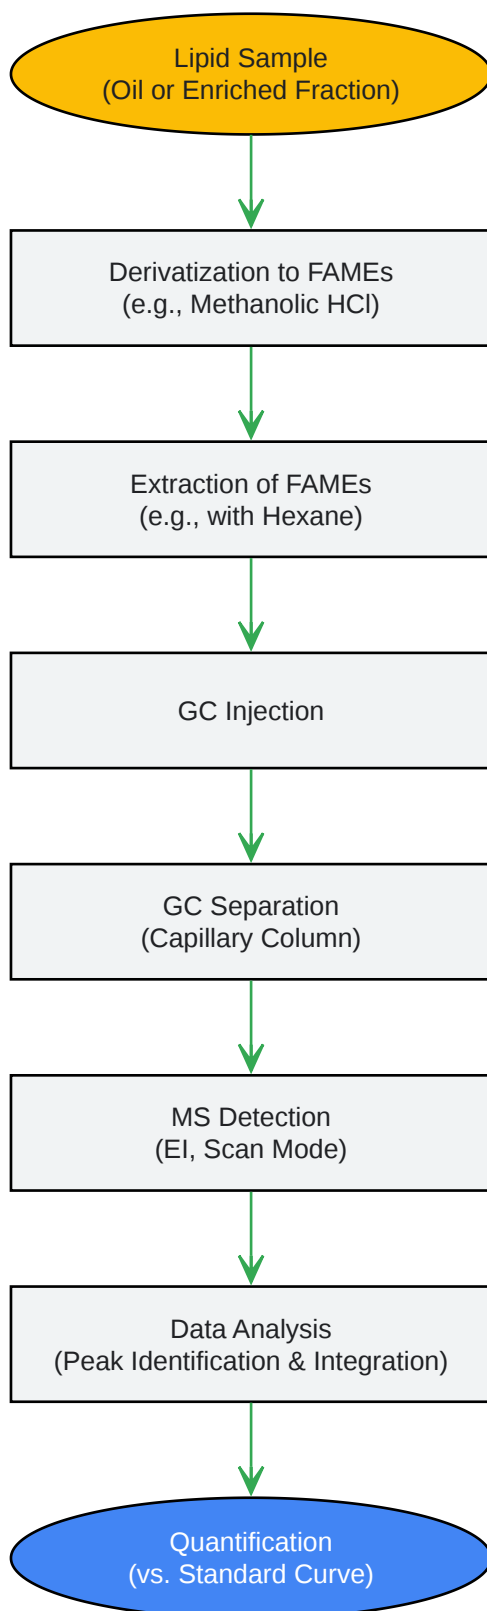 Lipid Sample
(Oil or Enriched Fraction)
Derivatization to FAMEs
(e.g., Methanolic HCl)
Extraction of FAMEs
(e.g., with Hexane)
GC Injection
GC Separation
(Capillary Column)
MS Detection
(EI, Scan Mode)
Data Analysis
(Peak Identification & Integration)
Quantification
(vs. Standard Curve)